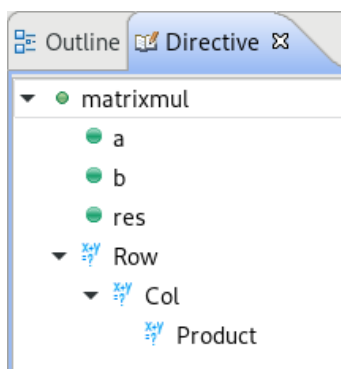 Outline Directive
matrixmul
a
b
res
x+y=? Row
x+y=? Col
x+y=? Product